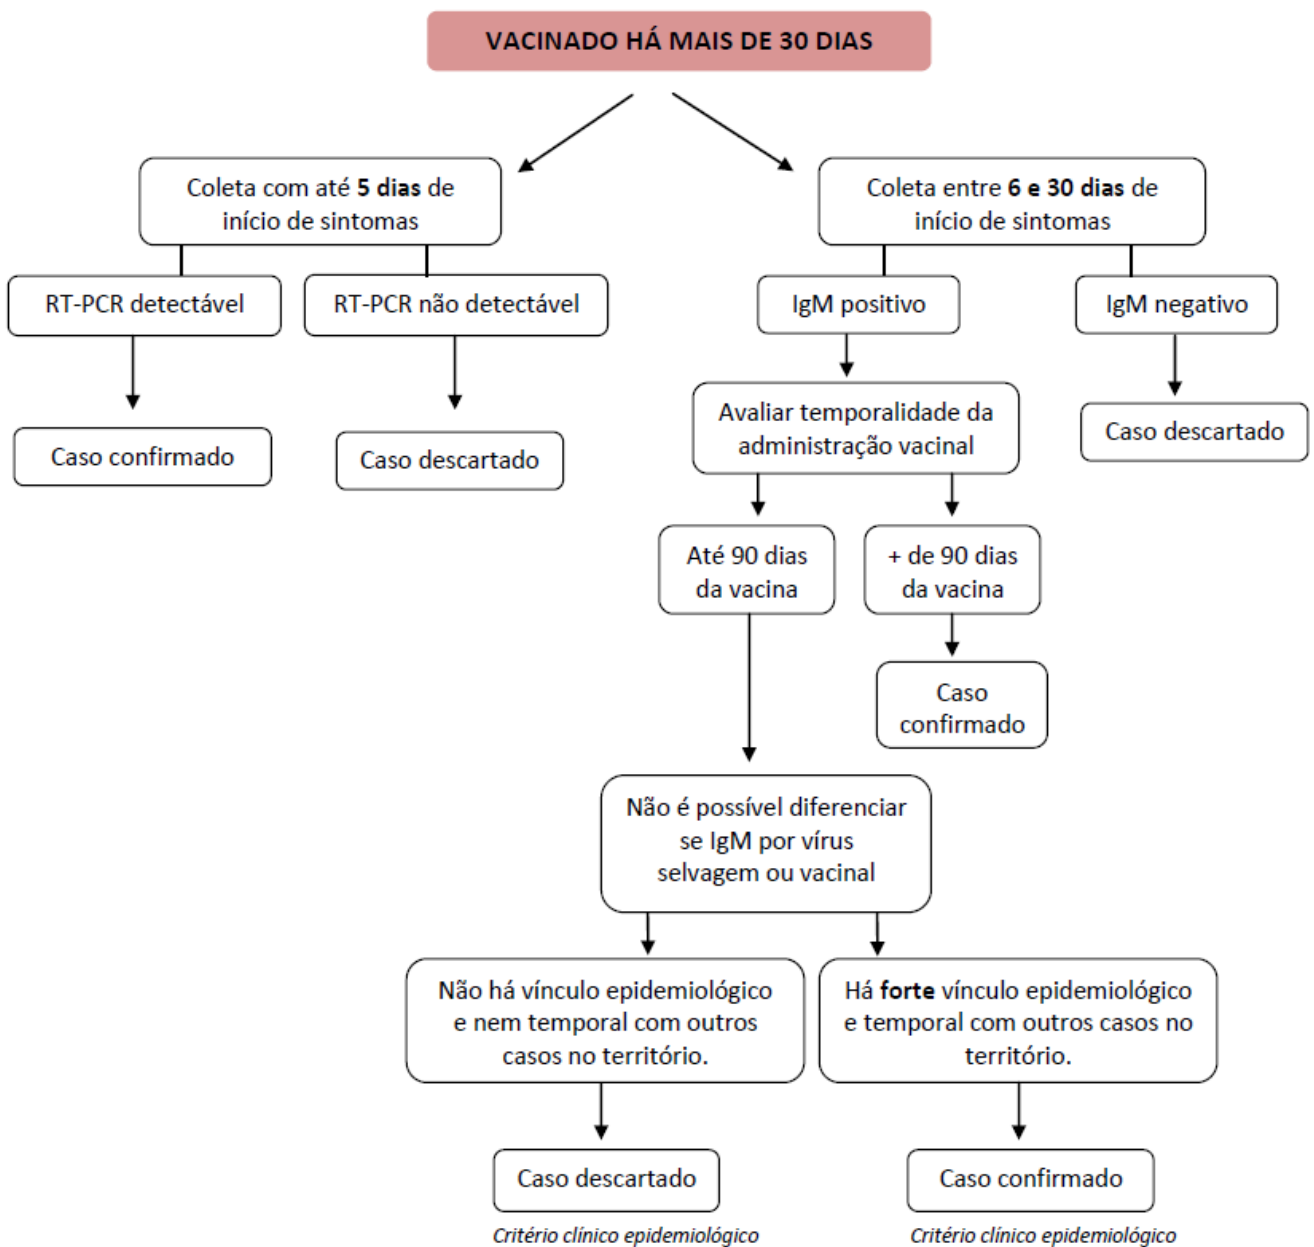 VACINADO HÁ MAIS DE 30 DIAS
Coleta com até 5 dias de
início de sintomas
Coleta entre 6 e 30 dias de
início de sintomas
RT-PCR detectável
RT-PCR não detectável
IgM positivo
IgM negativo
Caso confirmado
Caso descartado
Avaliar temporalidade da
administração vacinal
Caso descartado
Até 90 dias
da vacina
+ de 90 dias
da vacina
Caso
confirmado
Não é possível diferenciar
se IgM por vírus
selvagem ou vacinal
Não há vínculo epidemiológico
e nem temporal com outros
casos no território.
Há forte vínculo epidemiológico
e temporal com outros casos no
território.
Caso descartado
Caso confirmado
Critério clínico epidemiológico
Critério clínico epidemiológico